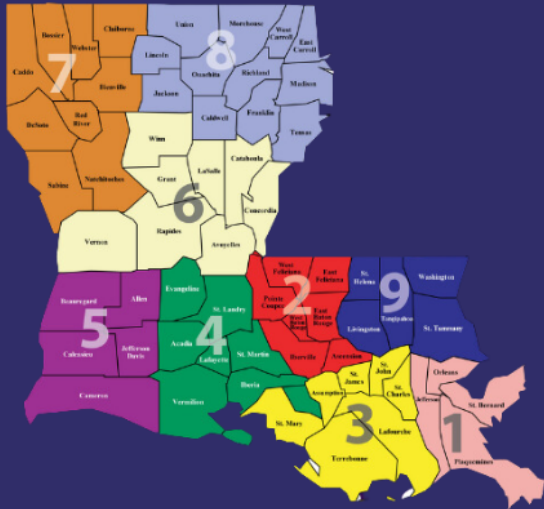 Union
Morehouse
West
Carroll
East
Carroll
Claiborne
Bossier
Webster
Lincoln
8
Caddo
7
Ouachita
Richland
Madison
Bienville
Jackson
Caldwell
Franklin
Tensas
DeSoto
Red
River
Winn
Sabine
Natchitoches
Grant
LaSalle
Catahoula
6
Concordia
Rapides
Vernon
Avoyelles
West
Feliciana
East
Feliciana
St.
Helena
Washington
Evangeline
2
9
Beauregard
Allen
Pointe
Coupee
St. Landry
West
Baton
Rouge
East
Baton
Rouge
Tangipahoa
5
4
Acadia
Livingston
St. Tammany
Calcasieu
Jefferson
Davis
Lafayette
St. Martin
Iberville
Ascension
Cameron
Vermilion
Iberia
Assumption
St.
James
St.
John
St.
Charles
Orleans
Jefferson
St. Bernard
St. Mary
3
Lafourche
1
Terrebonne
Plaquemines